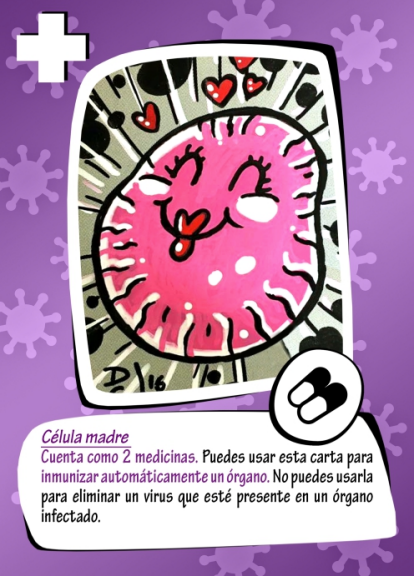 DC/16
Célula madre
Cuenta como 2 medicinas. Puedes usar esta carta para
inmunizar automáticamente un órgano. No puedes usarla
para eliminar un virus que esté presente en un órgano
infectado.